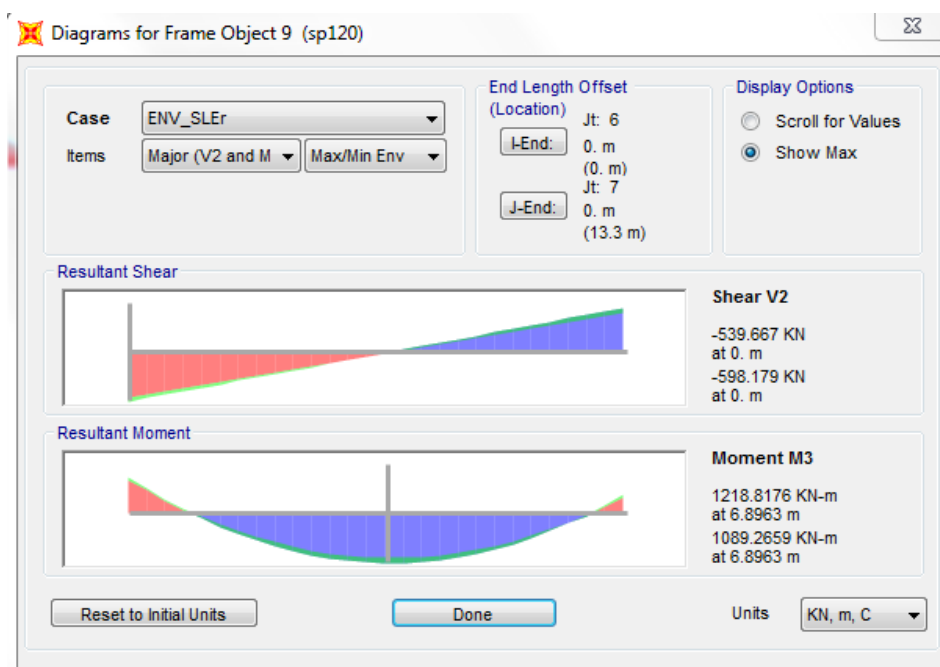 Diagrams for Frame Object 9 (sp120)
Case
ENV_SLEr
Items
Major (V2 and M
Max/Min Env
End Length Offset
(Location)
I-End:
Jt: 6
0. m
(0. m)
J-End:
Jt: 7
0. m
(13.3 m)
Display Options
Scroll for Values
Show Max
Resultant Shear
Shear V2
-539.667 KN
at 0. m
-598.179 KN
at 0. m
Resultant Moment
Moment M3
1218.8176 KN-m
at 6.8963 m
1089.2659 KN-m
at 6.8963 m
Reset to Initial Units
Done
Units
KN, m, C